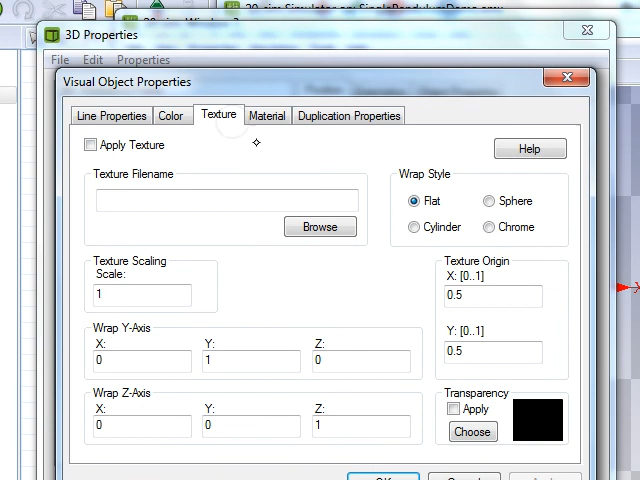 3D Properties
File Edit Properties
Visual Object Properties
Line Properties Color Texture Material Duplication Properties
Apply Texture
Help
Texture Filename
Browse
Wrap Style
Flat Sphere
Cylinder Chrome
Texture Scaling
Scale:
1
Texture Origin
X: [0..1]
0.5
Y: [0..1]
0.5
Wrap Y-Axis
X: Y: Z:
0 1 0
Wrap Z-Axis
X: Y: Z:
0 0 1
Transparency
Apply
Choose